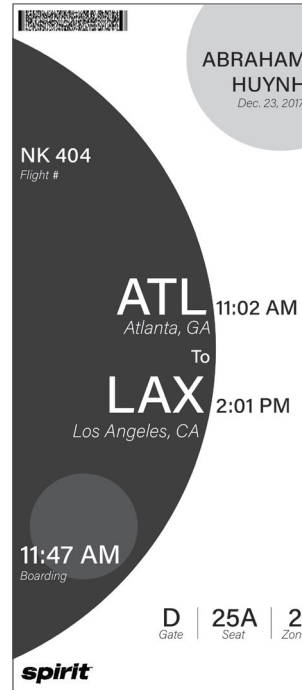 ABRAHAM
HUYNH
Dec. 23, 2017
NK 404
Flight #
ATL 11:02 AM
Atlanta, GA
To
LAX 2:01 PM
Los Angeles, CA
11:47 AM
Boarding
D 25A 2
Gate Seat Zon
spirit